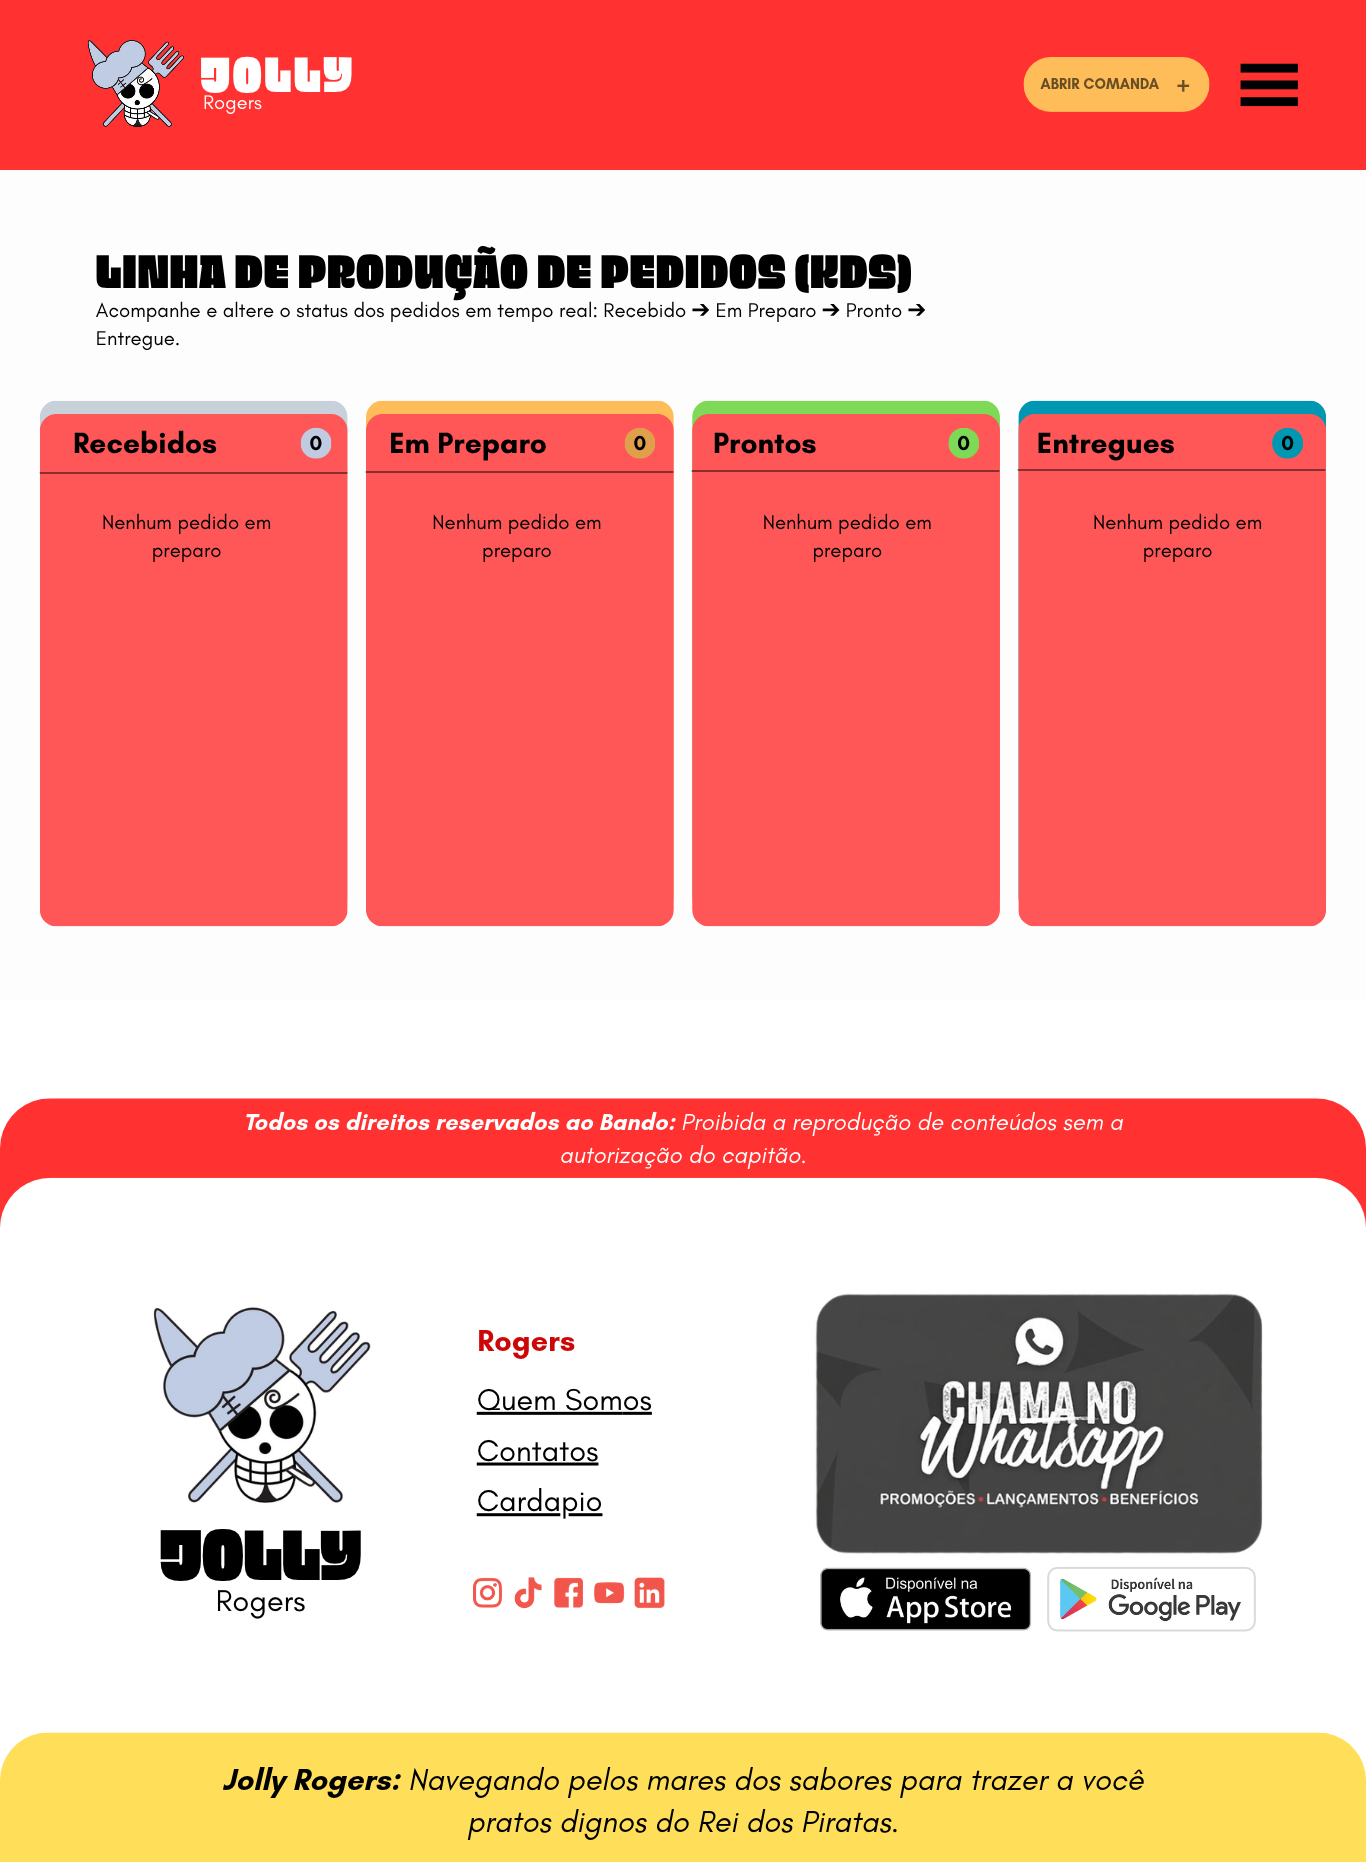 JOLLY
Rogers
ABRIR COMANDA +
LINHA DE PRODUÇÃO DE PEDIDOS (KDS)
Acompanhe e altere o status dos pedidos em tempo real: Recebido ➔ Em Preparo ➔ Pronto ➔
Entregue.
Recebidos 0
Nenhum pedido em
preparo
Em Preparo 0
Nenhum pedido em
preparo
Prontos 0
Nenhum pedido em
preparo
Entregues 0
Nenhum pedido em
preparo
Todos os direitos reservados ao Bando: Proibida a reprodução de conteúdos sem a
autorização do capitão.
JOLLY
Rogers
Rogers
Quem Somos
Contatos
Cardapio
CHAMA NO
Whatsapp
PROMOÇÕES • LANÇAMENTOS • BENEFÍCIOS
Disponível na
App Store
Disponível na
Google Play
Jolly Rogers: Navegando pelos mares dos sabores para trazer a você
pratos dignos do Rei dos Piratas.